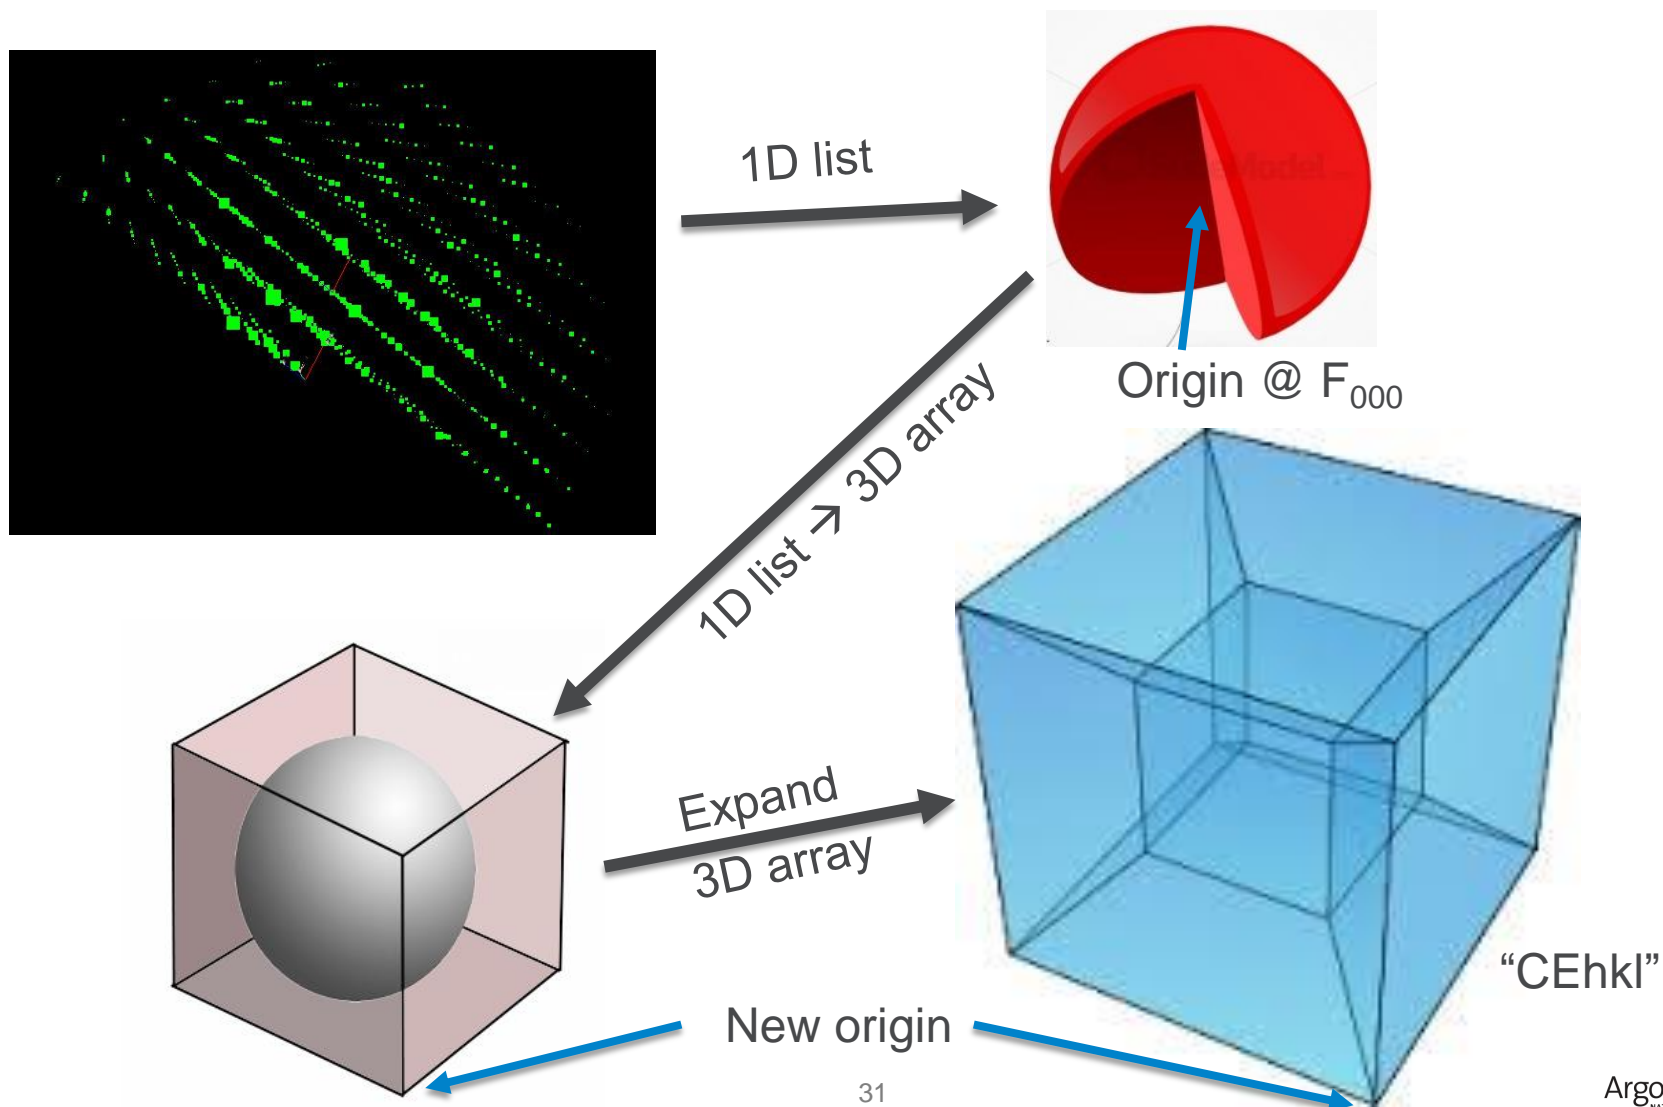 1D list
Origin @ F000
1D list → 3D array
Expand
3D array
"CEhkl"
New origin
31